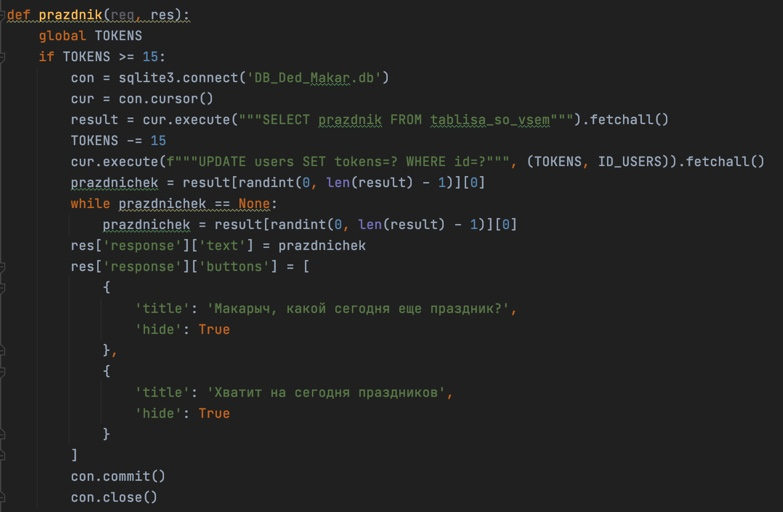 def prazdnik(req, res):
    global TOKENS
    if TOKENS >= 15:
        con = sqlite3.connect('DB_Ded_Makar.db')
        cur = con.cursor()
        result = cur.execute("""SELECT prazdnik FROM tablisa_so_vsem""").fetchall()
        TOKENS -= 15
        cur.execute(f"""UPDATE users SET tokens=? WHERE id=?""", (TOKENS, ID_USERS)).fetchall()
        prazdnichek = result[randint(0, len(result) - 1)][0]
        while prazdnichek == None:
            prazdnichek = result[randint(0, len(result) - 1)][0]
        res['response']['text'] = prazdnichek
        res['response']['buttons'] = [
            {
                'title': 'Макарыч, какой сегодня еще праздник?',
                'hide': True
            },
            {
                'title': 'Хватит на сегодня праздников',
                'hide': True
            }
        ]
        con.commit()
        con.close()